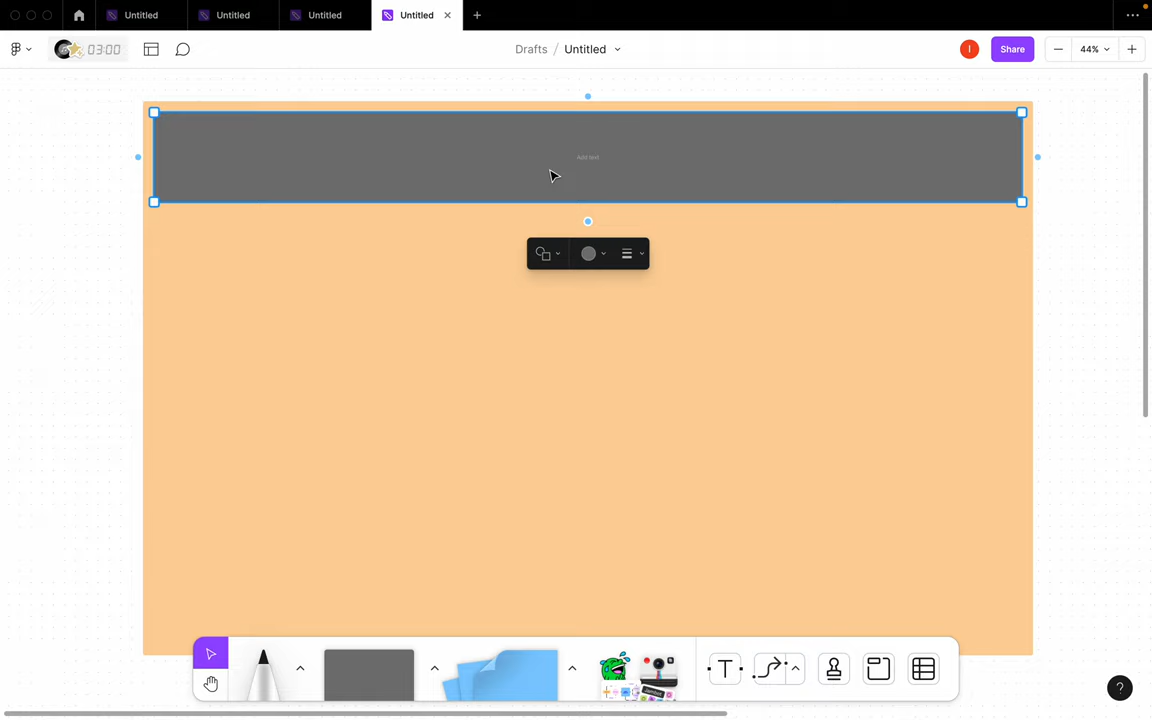 Untitled
Untitled
Untitled
Untitled
03:00
Drafts / Untitled
I
Share
44%
Add text
T
?